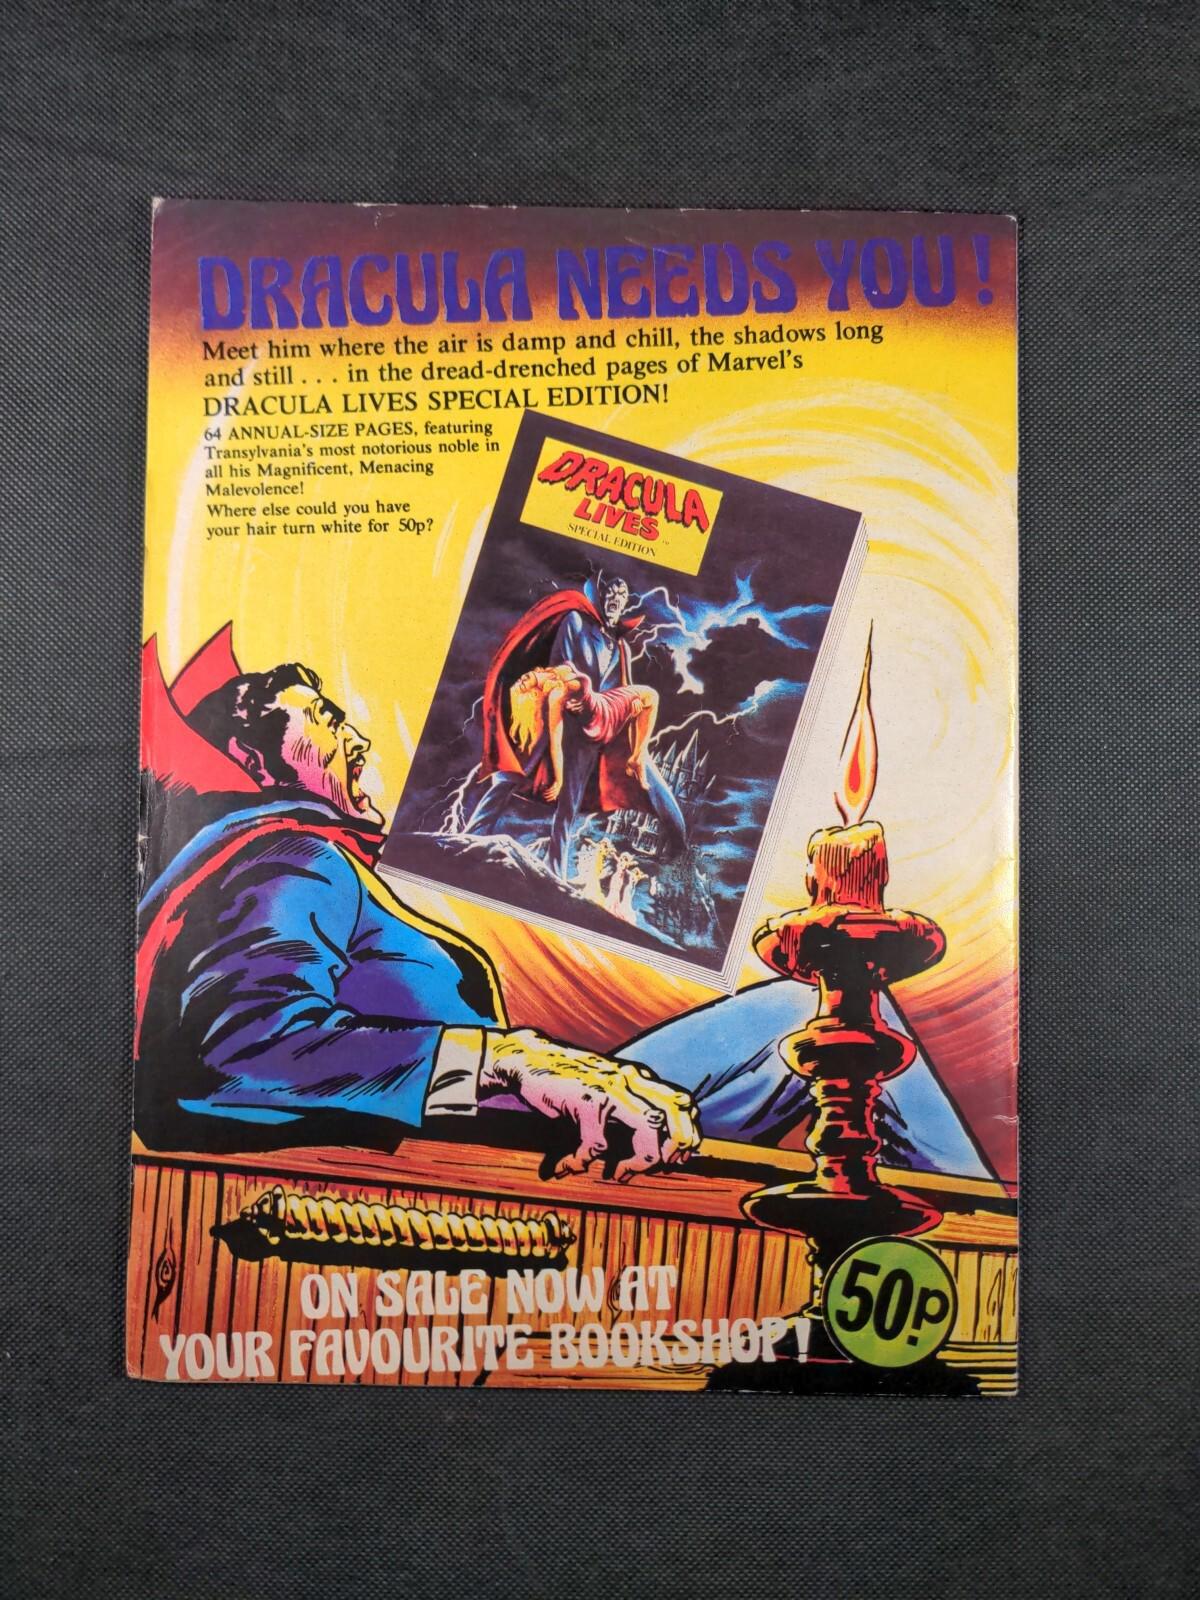 DRACULA NEEDS YOU!
Meet him where the air is damp and chill, the shadows long
and still . . . in the dread-drenched pages of Marvel's
DRACULA LIVES SPECIAL EDITION!
64 ANNUAL-SIZE PAGES, featuring
Transylvania's most notorious noble in
all his Magnificent, Menacing
Malevolence!
Where else could you have
your hair turn white for 50p?
DRACULA
LIVES™
SPECIAL EDITION
ON SALE NOW AT
YOUR FAVOURITE BOOKSHOP!
50p